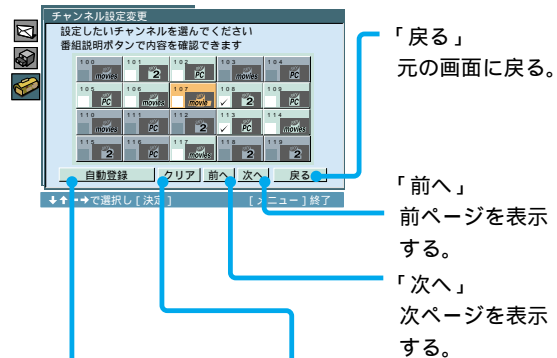 チャンネル設定変更
設定したいチャンネルを選んでください
番組説明ボタンで内容を確認できます
100 movies 101 2 102 PC 103 movies 104 PC
105 PC 106 movies 107 movie 108 2 109 PC
110 movies 111 PC 112 2 113 PC 114 movies
115 2 116 PC 117 movies 118 2 119 2
自動登録 クリア 前へ 次へ 戻る
で選択し［決定］ ［メニュー］終了
「戻る」
元の画面に戻る。
「前へ」
前ページを表示
する。
「次へ」
次ページを表示
する。